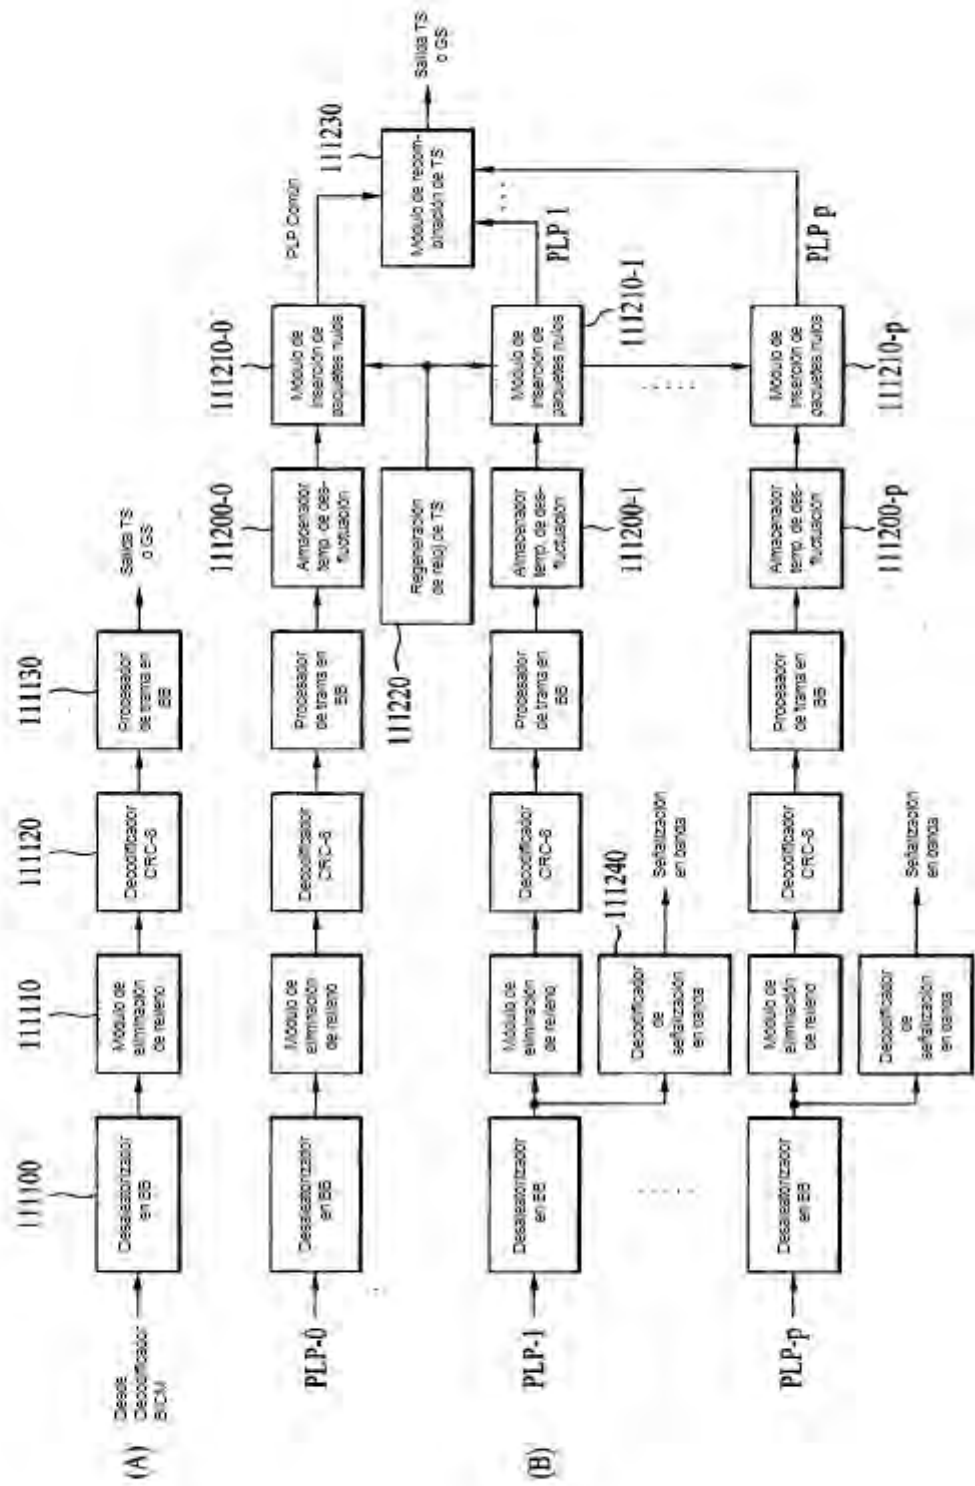 (A)
Desde
Decodificador
BICM
111100
Desaleatorizador
en BB
111110
Módulo de
eliminación
de relleno
111120
Decodificador
CRC-8
111130
Procesador
de trama en
BB
Salida TS
o GS
(B)
PLP-0
Desaleatorizador
en BB
Módulo de
eliminación
de relleno
Decodificador
CRC-8
Procesador
de trama en
BB
111200-0
Almacenador
temp. de des-
fluctuación
111210-0
Módulo de
inserción de
paquetes nulos
PLP Común
111220
Regeneración
de reloj de TS
111230
Módulo de recom-
binación de TS
Salida TS
o GS
PLP-1
Desaleatorizador
en BB
Módulo de
eliminación
de relleno
Decodificador
CRC-8
Procesador
de trama en
BB
Almacenador
temp. de des-
fluctuación
111200-1
Módulo de
inserción de
paquetes nulos
111210-1
PLP 1
.....
111240
Decodificador
de
señalización
en banda
Señalización
en banda
.....
.....
PLP-p
Desaleatorizador
en BB
Módulo de
eliminación
de relleno
Decodificador
CRC-8
Procesador
de trama en
BB
Almacenador
temp. de des-
fluctuación
111200-p
Módulo de
inserción de
paquetes nulos
111210-p
PLP p
Decodificador
de
señalización
en banda
Señalización
en banda